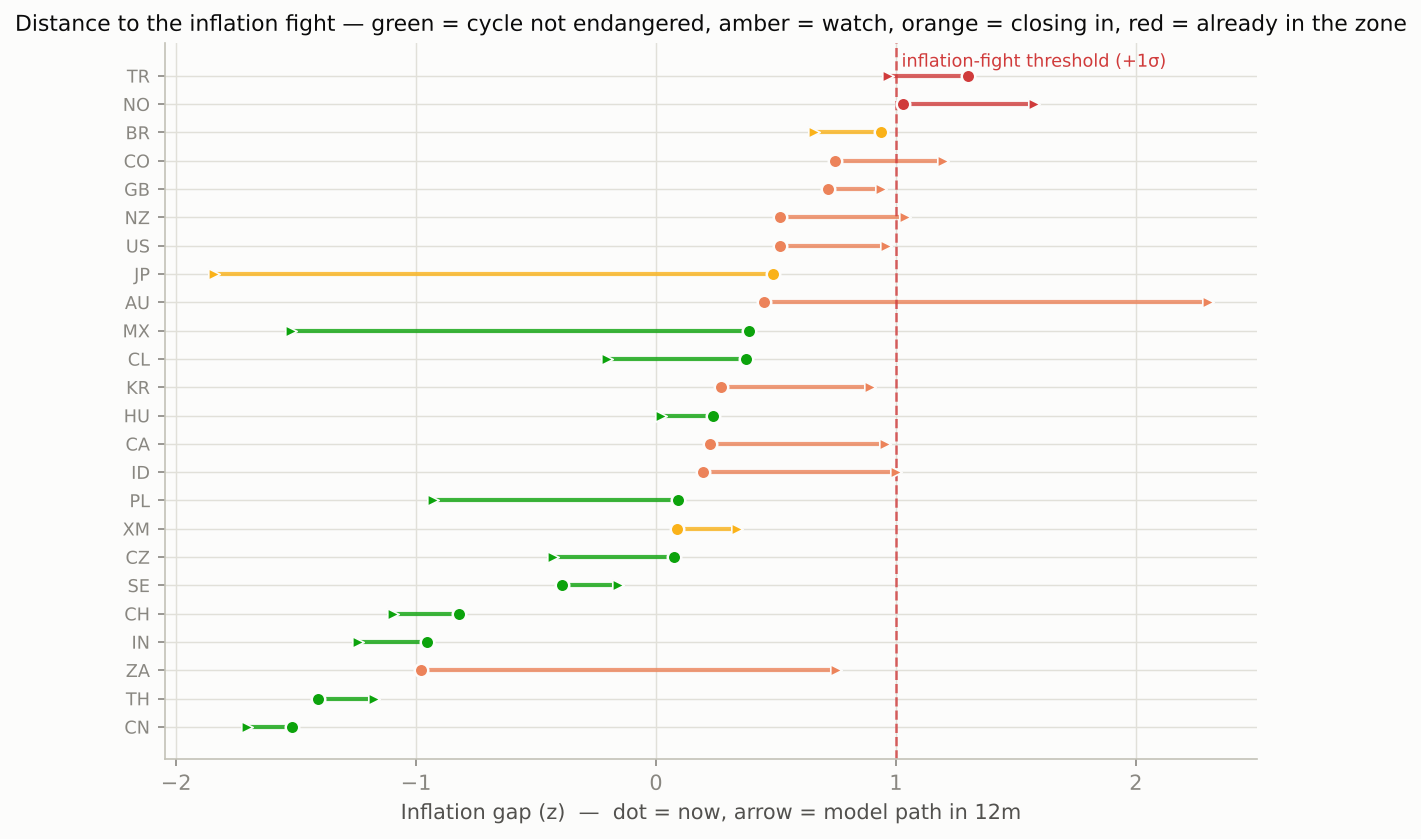 Distance to the inflation fight — green = cycle not endangered, amber = watch, orange = closing in, red = already in the zone
inflation-fight threshold (+1σ)
TR
NO
BR
CO
GB
NZ
US
JP
AU
MX
CL
KR
HU
CA
ID
PL
XM
CZ
SE
CH
IN
ZA
TH
CN
−2 −1 0 1 2
Inflation gap (z) — dot = now, arrow = model path in 12m